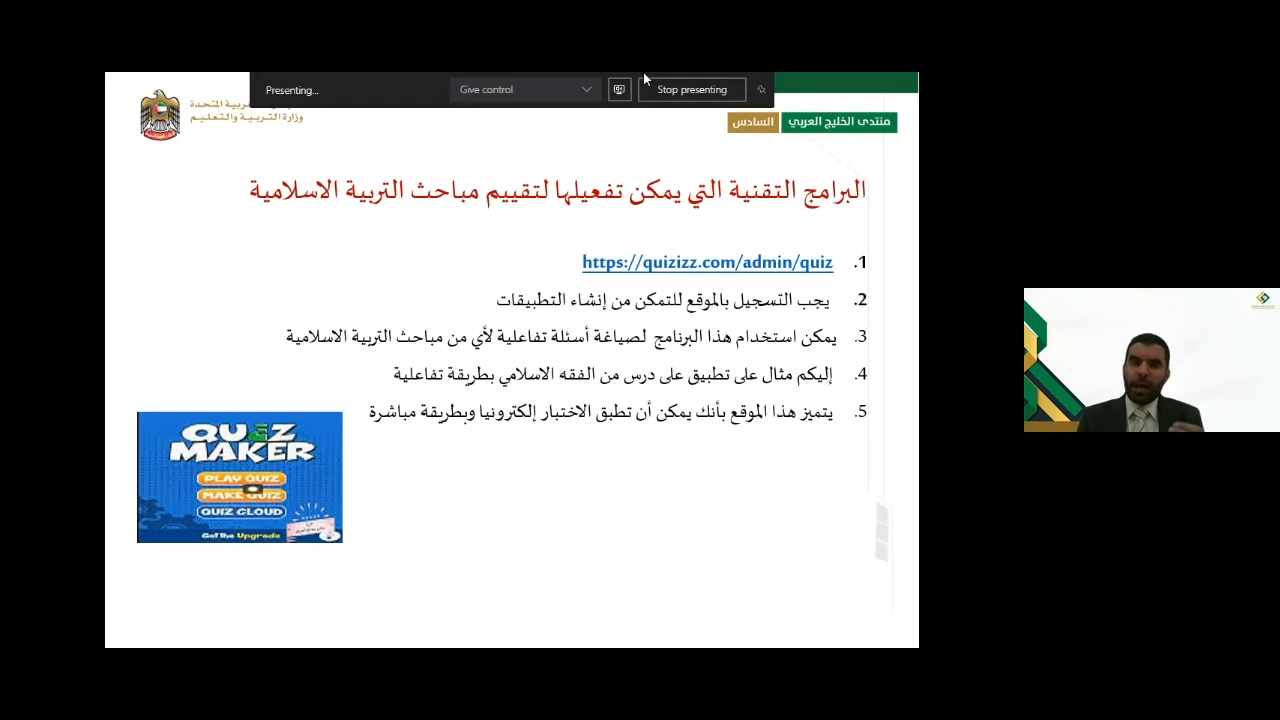 Presenting...
Give control
Stop presenting
العربية المتحدة
وزارة التربية والتعليم
منتدى الخليج العربي السادس
البرامج التقنية التي يمكن تفعيلها لتقييم مباحث التربية الاسلامية
1. https://quizizz.com/admin/quiz
2. يجب التسجيل بالموقع للتمكن من إنشاء التطبيقات
3. يمكن استخدام هذا البرنامج لصياغة أسئلة تفاعلية لأي من مباحث التربية الاسلامية
4. إليكم مثال على تطبيق على درس من الفقه الاسلامي بطريقة تفاعلية
5. يتميز هذا الموقع بأنك يمكن أن تطبق الاختبار إلكترونيا وبطريقة مباشرة
QUIZ
MAKER
PLAY QUIZ
MAKE QUIZ
QUIZ CLOUD
Get the Upgrade